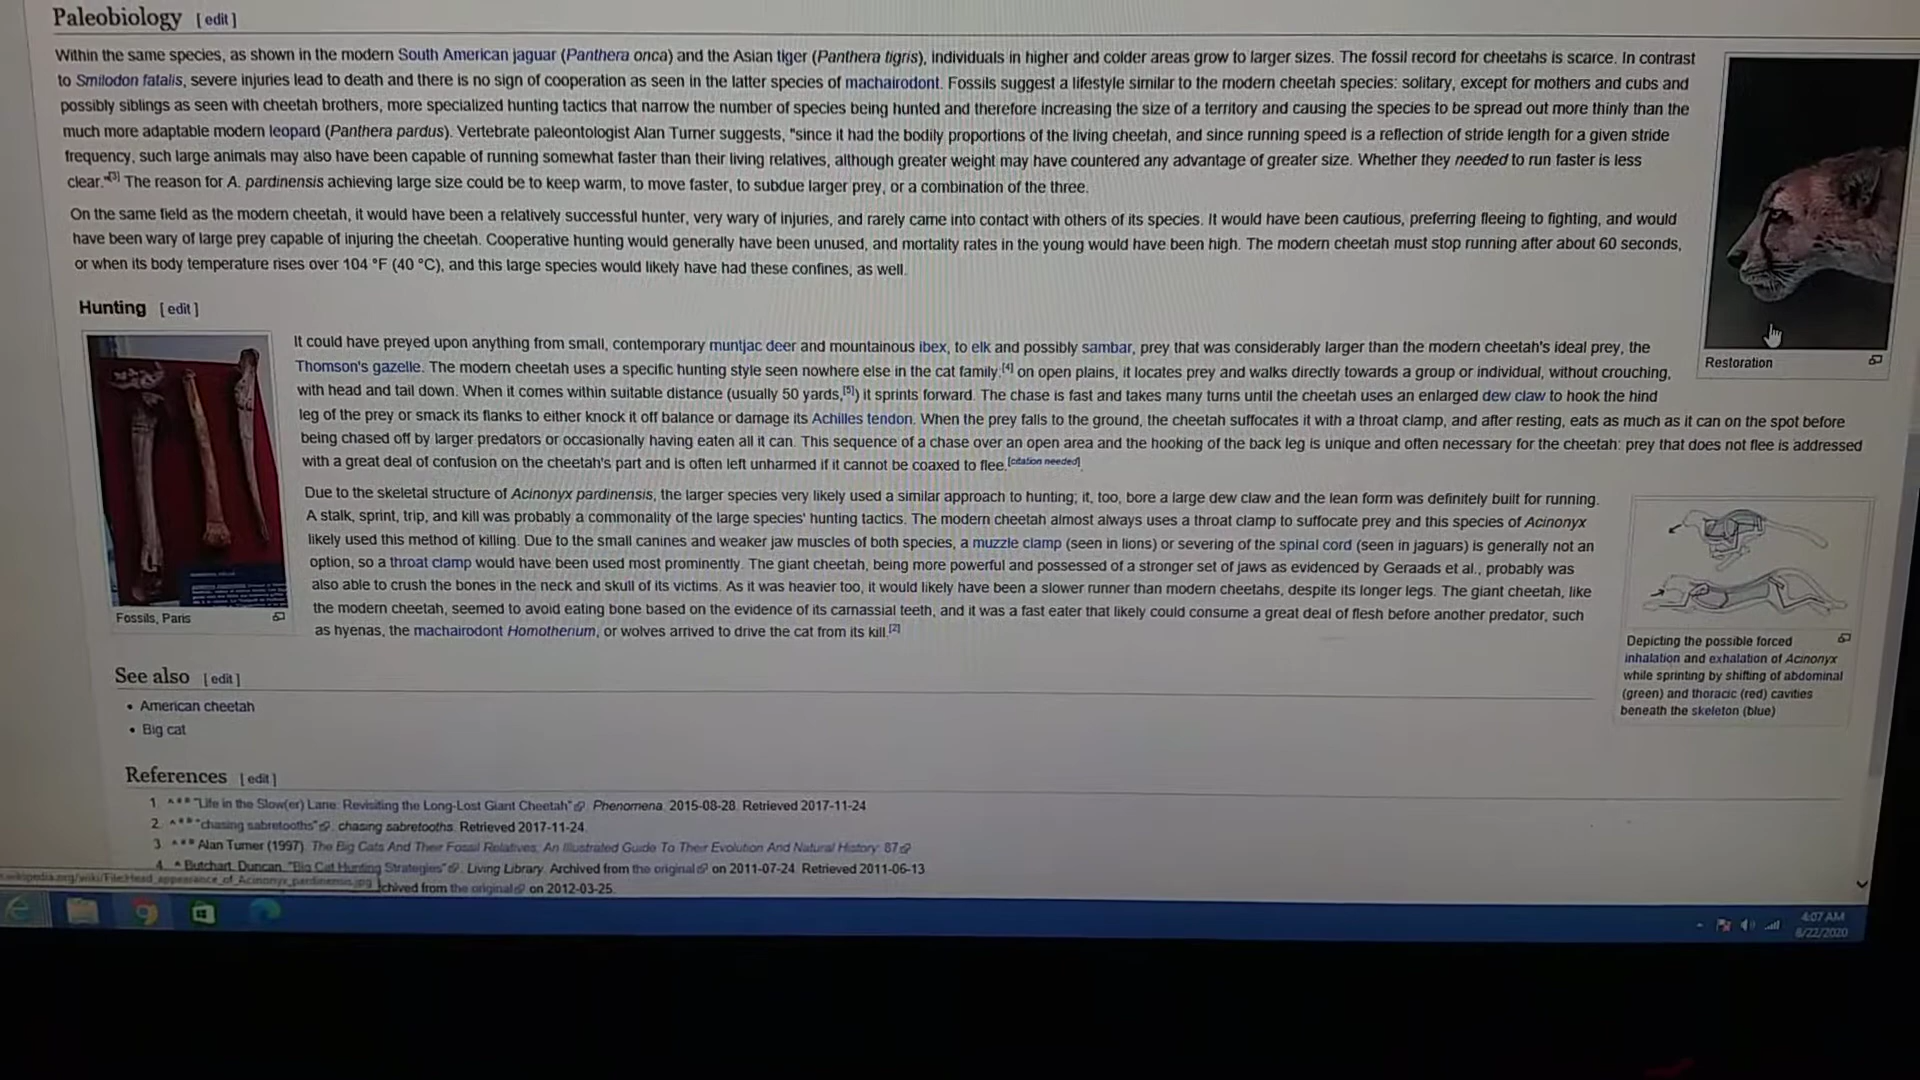 Paleobiology [ edit ]
Within the same species, as shown in the modern South American jaguar (Panthera onca) and the Asian tiger (Panthera tigris), individuals in higher and colder areas grow to larger sizes. The fossil record for cheetahs is scarce. In contrast
to Smilodon fatalis, severe injuries lead to death and there is no sign of cooperation as seen in the latter species of machairodont. Fossils suggest a lifestyle similar to the modern cheetah species: solitary, except for mothers and cubs and
possibly siblings as seen with cheetah brothers, more specialized hunting tactics that narrow the number of species being hunted and therefore increasing the size of a territory and causing the species to be spread out more thinly than the
much more adaptable modern leopard (Panthera pardus). Vertebrate paleontologist Alan Turner suggests, "since it had the bodily proportions of the living cheetah, and since running speed is a reflection of stride length for a given stride
frequency, such large animals may also have been capable of running somewhat faster than their living relatives, although greater weight may have countered any advantage of greater size. Whether they needed to run faster is less
clear."[3] The reason for A. pardinensis achieving large size could be to keep warm, to move faster, to subdue larger prey, or a combination of the three.
On the same field as the modern cheetah, it would have been a relatively successful hunter, very wary of injuries, and rarely came into contact with others of its species. It would have been cautious, preferring fleeing to fighting, and would
have been wary of large prey capable of injuring the cheetah. Cooperative hunting would generally have been unused, and mortality rates in the young would have been high. The modern cheetah must stop running after about 60 seconds,
or when its body temperature rises over 104 °F (40 °C), and this large species would likely have had these confines, as well.
Restoration
Hunting [ edit ]
It could have preyed upon anything from small, contemporary muntjac deer and mountainous ibex, to elk and possibly sambar, prey that was considerably larger than the modern cheetah's ideal prey, the
Thomson's gazelle. The modern cheetah uses a specific hunting style seen nowhere else in the cat family:[4] on open plains, it locates prey and walks directly towards a group or individual, without crouching,
with head and tail down. When it comes within suitable distance (usually 50 yards,[5]) it sprints forward. The chase is fast and takes many turns until the cheetah uses an enlarged dew claw to hook the hind
leg of the prey or smack its flanks to either knock it off balance or damage its Achilles tendon. When the prey falls to the ground, the cheetah suffocates it with a throat clamp, and after resting, eats as much as it can on the spot before
being chased off by larger predators or occasionally having eaten all it can. This sequence of a chase over an open area and the hooking of the back leg is unique and often necessary for the cheetah: prey that does not flee is addressed
with a great deal of confusion on the cheetah's part and is often left unharmed if it cannot be coaxed to flee.[citation needed]
Due to the skeletal structure of Acinonyx pardinensis, the larger species very likely used a similar approach to hunting; it, too, bore a large dew claw and the lean form was definitely built for running.
A stalk, sprint, trip, and kill was probably a commonality of the large species' hunting tactics. The modern cheetah almost always uses a throat clamp to suffocate prey and this species of Acinonyx
likely used this method of killing. Due to the small canines and weaker jaw muscles of both species, a muzzle clamp (seen in lions) or severing of the spinal cord (seen in jaguars) is generally not an
option, so a throat clamp would have been used most prominently. The giant cheetah, being more powerful and possessed of a stronger set of jaws as evidenced by Geraads et al., probably was
also able to crush the bones in the neck and skull of its victims. As it was heavier too, it would likely have been a slower runner than modern cheetahs, despite its longer legs. The giant cheetah, like
the modern cheetah, seemed to avoid eating bone based on the evidence of its carnassial teeth, and it was a fast eater that likely could consume a great deal of flesh before another predator, such
as hyenas, the machairodont Homotherium, or wolves arrived to drive the cat from its kill.[2]
Fossils, Paris
Depicting the possible forced
inhalation and exhalation of Acinonyx
while sprinting by shifting of abdominal
(green) and thoracic (red) cavities
beneath the skeleton (blue)
See also [ edit ]
• American cheetah
• Big cat
References [ edit ]
1. ^ a b "Life in the Slow(er) Lane: Revisiting the Long-Lost Giant Cheetah". Phenomena. 2015-08-28. Retrieved 2017-11-24
2. ^ a b "chasing sabretooths". chasing sabretooths. Retrieved 2017-11-24.
3. ^ a b Alan Turner (1997). The Big Cats And Their Fossil Relatives: An Illustrated Guide To Their Evolution And Natural History. 87
4. ^ Butchart, Duncan. "Big Cat Hunting Strategies". Living Library. Archived from the original on 2011-07-24. Retrieved 2011-06-13
.wikipedia.org/wiki/File:Head_appearance_of_Acinonyx_pardinensis.jpg
chived from the original on 2012-03-25.
4:07 AM
8/22/2020